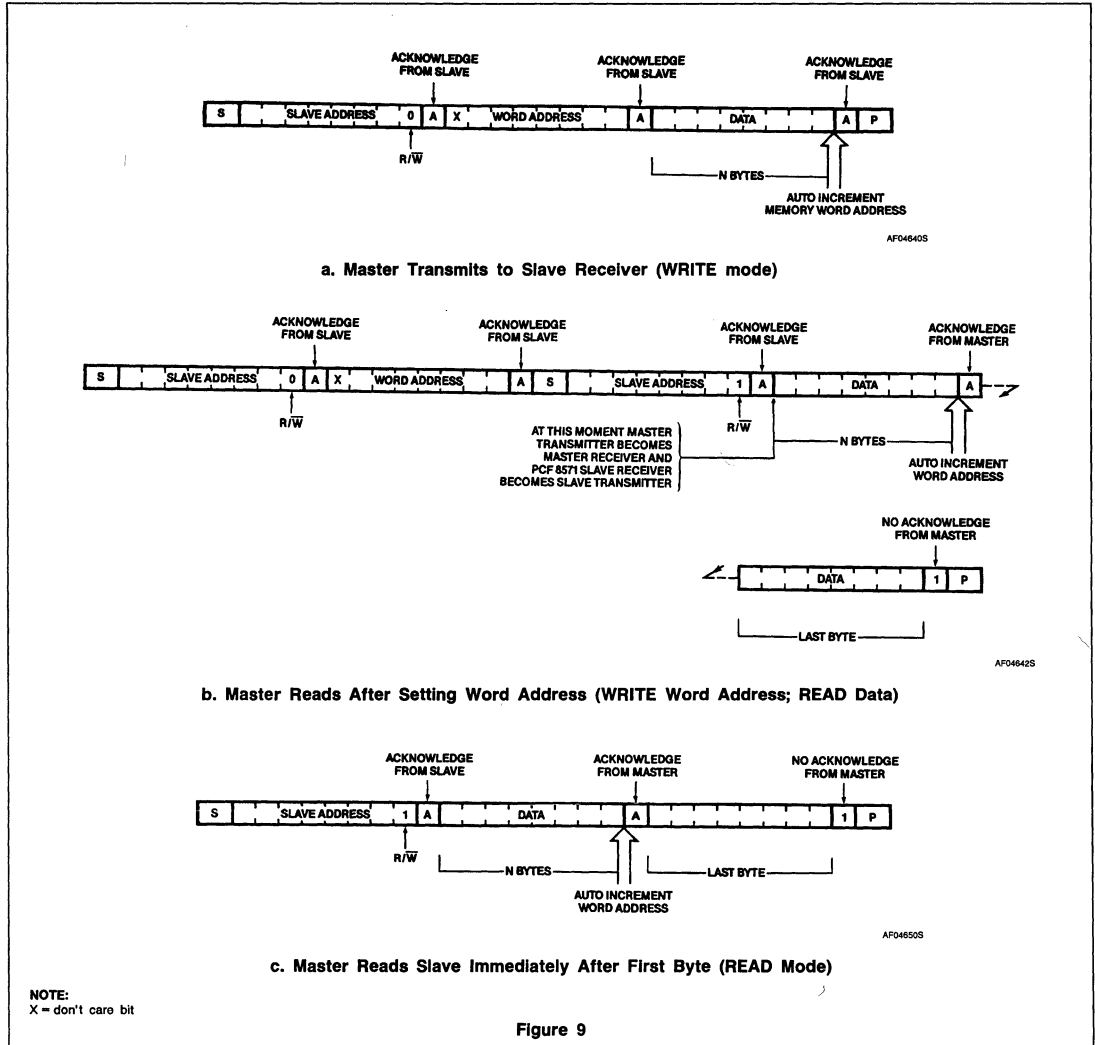 ACKNOWLEDGE FROM SLAVE
ACKNOWLEDGE FROM SLAVE
ACKNOWLEDGE FROM SLAVE
S SLAVE ADDRESS 0 A X WORD ADDRESS A DATA A P
R/W̅
N BYTES
AUTO INCREMENT
MEMORY WORD ADDRESS
AF04640S
a. Master Transmits to Slave Receiver (WRITE mode)
ACKNOWLEDGE FROM SLAVE
ACKNOWLEDGE FROM SLAVE
ACKNOWLEDGE FROM SLAVE
ACKNOWLEDGE FROM MASTER
S SLAVE ADDRESS 0 A X WORD ADDRESS A S SLAVE ADDRESS 1 A DATA A
R/W̅
R/W̅
AT THIS MOMENT MASTER
TRANSMITTER BECOMES
MASTER RECEIVER AND
PCF 8571 SLAVE RECEIVER
BECOMES SLAVE TRANSMITTER
N BYTES
AUTO INCREMENT
WORD ADDRESS
NO ACKNOWLEDGE
FROM MASTER
DATA 1 P
LAST BYTE
AF04642S
b. Master Reads After Setting Word Address (WRITE Word Address; READ Data)
ACKNOWLEDGE FROM SLAVE
ACKNOWLEDGE FROM MASTER
NO ACKNOWLEDGE FROM MASTER
S SLAVE ADDRESS 1 A DATA A 1 P
R/W̅
N BYTES
LAST BYTE
AUTO INCREMENT
WORD ADDRESS
AF04650S
c. Master Reads Slave Immediately After First Byte (READ Mode)
NOTE:
X = don't care bit
Figure 9